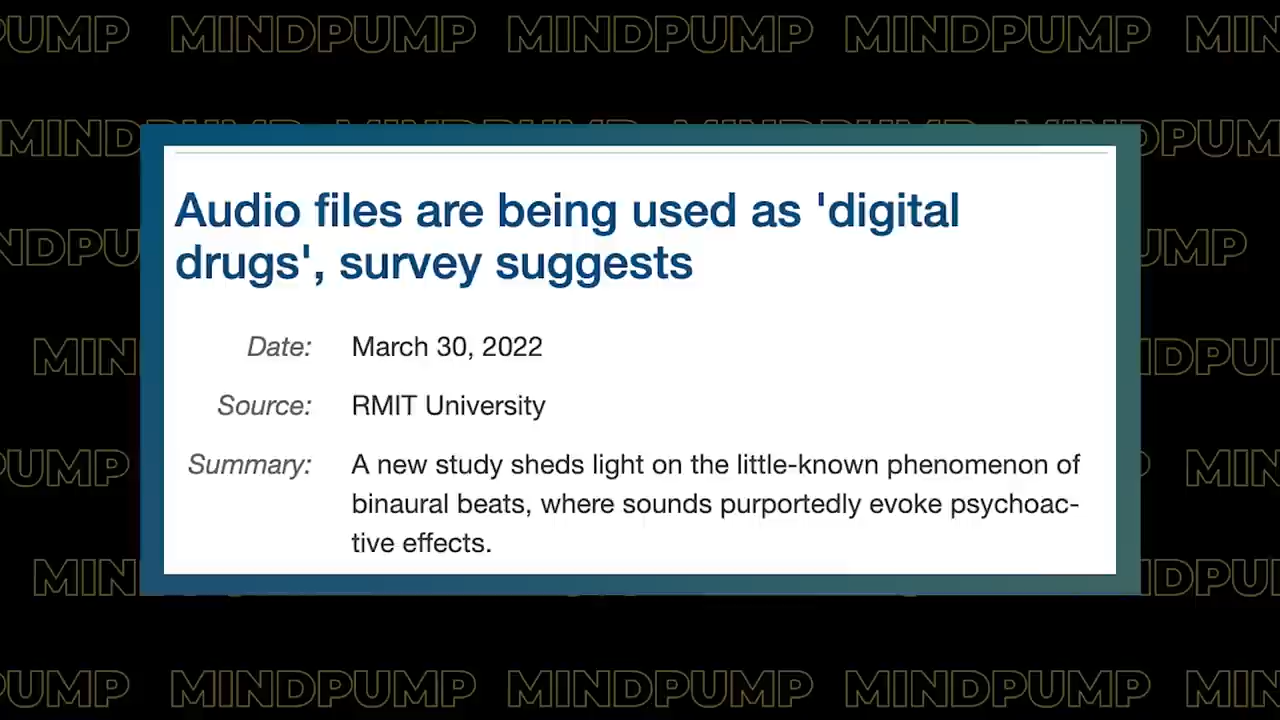 MINDPUMP MINDPUMP MINDPUMP
Audio files are being used as 'digital
drugs', survey suggests
Date: March 30, 2022
Source: RMIT University
Summary: A new study sheds light on the little-known phenomenon of
binaural beats, where sounds purportedly evoke psychoac-
tive effects.
MINDPUMP MINDPUMP MINDPUMP